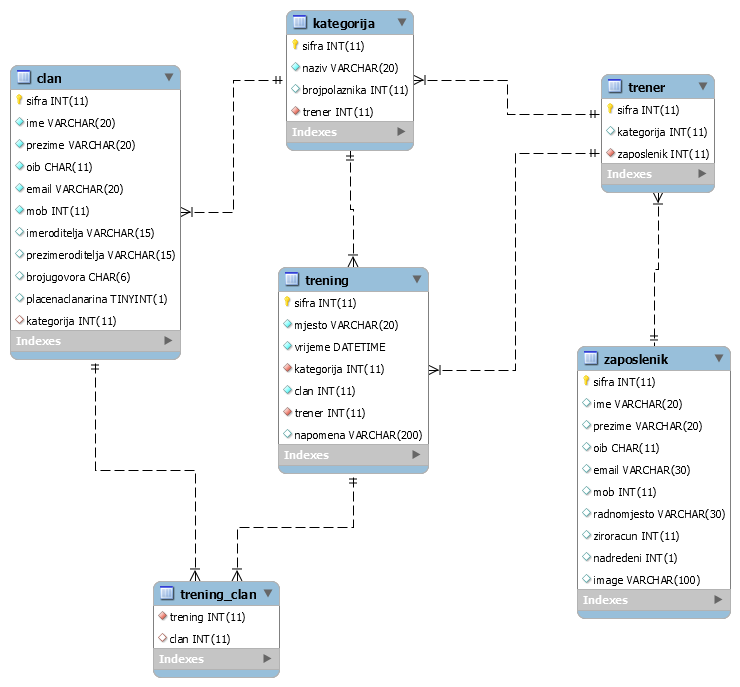 kategorija
sifra INT(11)
naziv VARCHAR(20)
brojpolaznika INT(11)
trener INT(11)
Indexes
clan
sifra INT(11)
ime VARCHAR(20)
prezime VARCHAR(20)
oib CHAR(11)
email VARCHAR(20)
mob INT(11)
imeroditelja VARCHAR(15)
prezimeroditelja VARCHAR(15)
brojugovora CHAR(6)
placenaclanarina TINYINT(1)
kategorija INT(11)
Indexes
trener
sifra INT(11)
kategorija INT(11)
zaposlenik INT(11)
Indexes
trening
sifra INT(11)
mjesto VARCHAR(20)
vrijeme DATETIME
kategorija INT(11)
clan INT(11)
trener INT(11)
napomena VARCHAR(200)
Indexes
zaposlenik
sifra INT(11)
ime VARCHAR(20)
prezime VARCHAR(20)
oib CHAR(11)
email VARCHAR(30)
mob INT(11)
radnomjesto VARCHAR(30)
ziroracun INT(11)
nadredeni INT(1)
image VARCHAR(100)
Indexes
trening_clan
trening INT(11)
clan INT(11)
Indexes